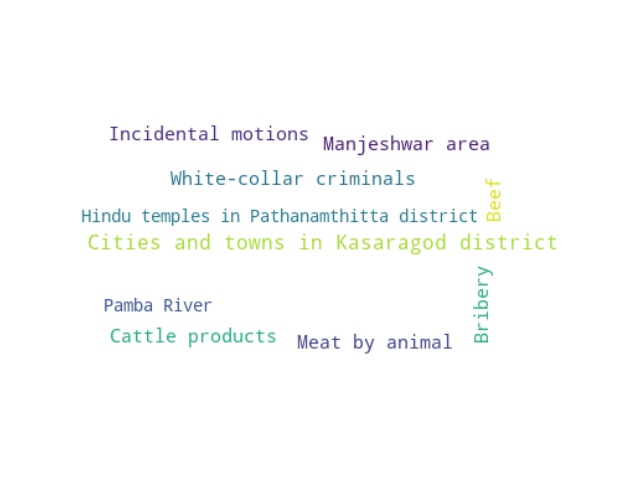 Incidental motions
Manjeshwar area
White-collar criminals
Beef
Hindu temples in Pathanamthitta district
Cities and towns in Kasaragod district
Bribery
Pamba River
Cattle products
Meat by animal